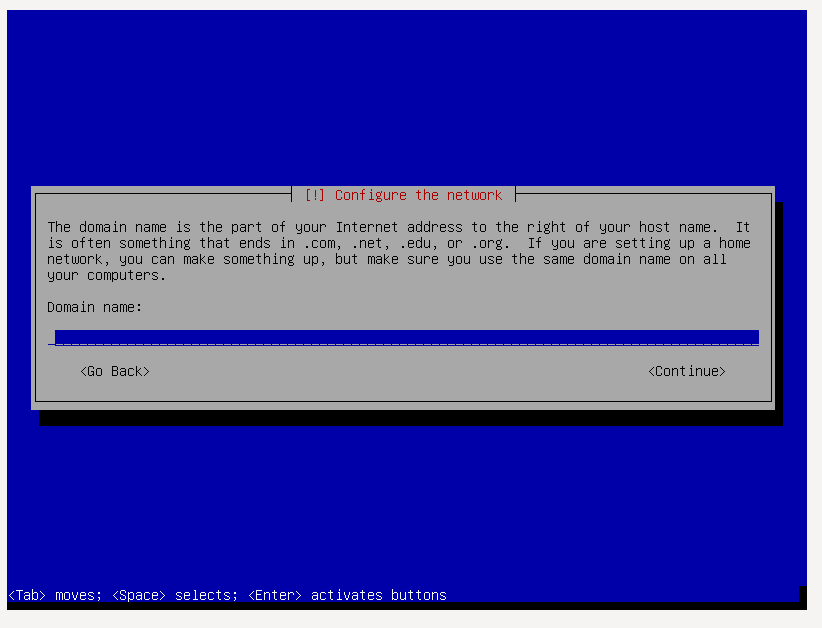 [!] Configure the network
The domain name is the part of your Internet address to the right of your host name.  It
is often something that ends in .com, .net, .edu, or .org.  If you are setting up a home
network, you can make something up, but make sure you use the same domain name on all
your computers.
Domain name:
<Go Back> <Continue>
<Tab> moves; <Space> selects; <Enter> activates buttons